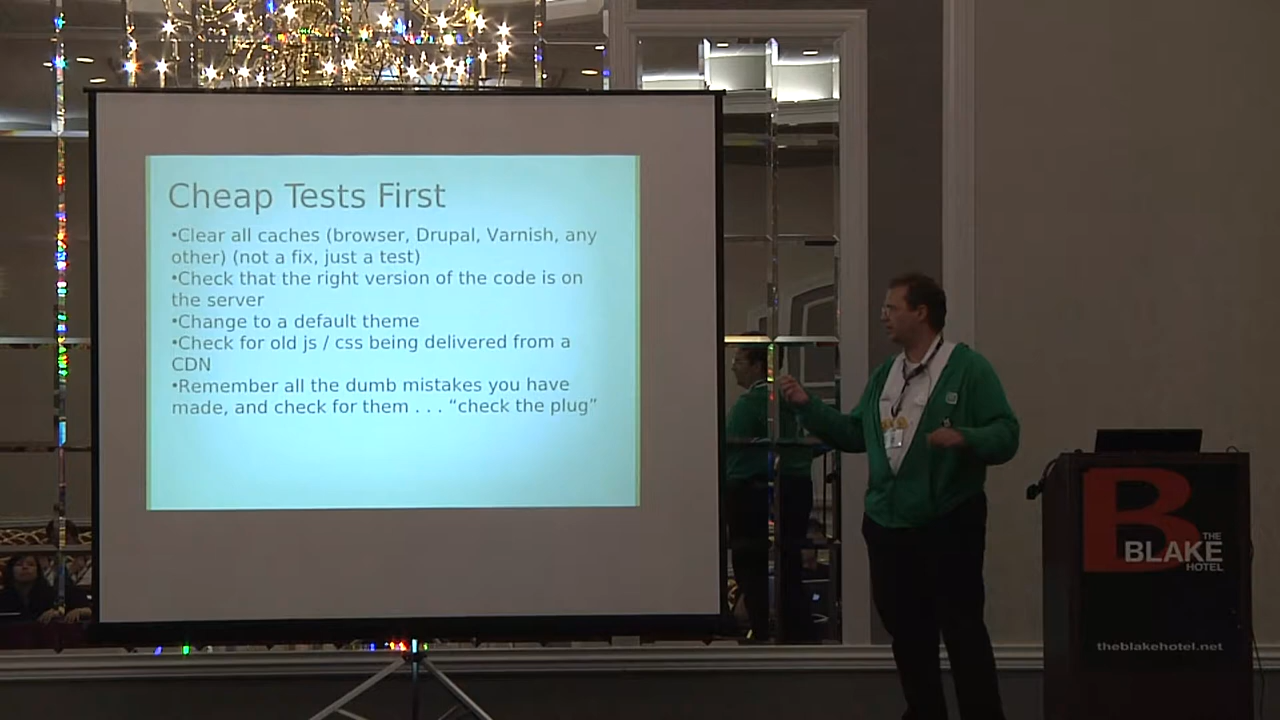 Cheap Tests First
•Clear all caches (browser, Drupal, Varnish, any
other) (not a fix, just a test)
•Check that the right version of the code is on
the server
•Change to a default theme
•Check for old js / css being delivered from a
CDN
•Remember all the dumb mistakes you have
made, and check for them . . . “check the plug”
B
THE
BLAKE
HOTEL
theblakehotel.net